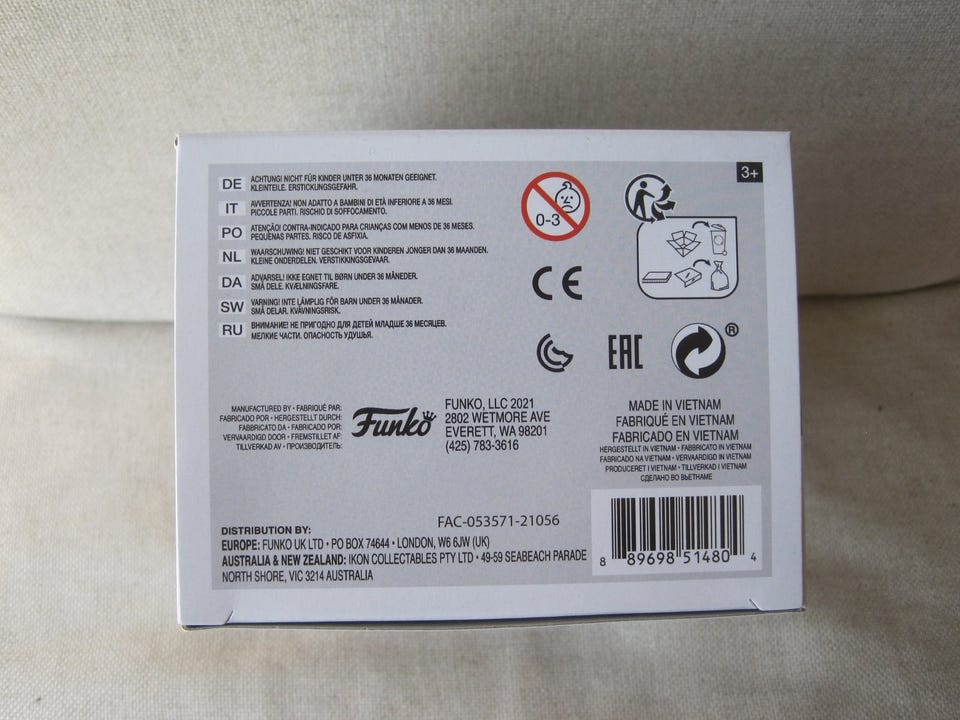 3+
DE ACHTUNG! NICHT FÜR KINDER UNTER 36 MONATEN GEEIGNET.
KLEINTEILE. ERSTICKUNGSGEFAHR.
IT AVVERTENZA! NON ADATTO A BAMBINI DI ETÀ INFERIORE A 36 MESI.
PICCOLE PARTI. RISCHIO DI SOFFOCAMENTO.
PO ATENÇÃO! CONTRA-INDICADO PARA CRIANÇAS COM MENOS DE 36 MESES.
PEQUENAS PARTES. RISCO DE ASFIXIA.
NL WAARSCHUWING! NIET GESCHIKT VOOR KINDEREN JONGER DAN 36 MAANDEN.
KLEINE ONDERDELEN. VERSTIKKINGSGEVAAR.
DA ADVARSEL! IKKE EGNET TIL BØRN UNDER 36 MÅNEDER.
SMÅ DELE. KVÆLNINGSFARE.
SW VARNING! INTE LÄMPLIG FÖR BARN UNDER 36 MÅNADER.
SMÅ DELAR. KVÄVNINGSRISK.
RU ВНИМАНИЕ! НЕ ПРИГОДНО ДЛЯ ДЕТЕЙ МЛАДШЕ 36 МЕСЯЦЕВ.
МЕЛКИЕ ЧАСТИ. ОПАСНОСТЬ УДУШЬЯ.
0-3
CE
EAC
®
MANUFACTURED BY • FABRIQUÉ PAR:
FABRICADO POR • HERGESTELLT DURCH:
FABBRICATO DA • FABRICADO POR:
VERVAARDIGD DOOR • FREMSTILLET AF:
TILLVERKAD AV • ПРОИЗВОДИТЕЛЬ:
Funko
FUNKO, LLC 2021
2802 WETMORE AVE
EVERETT, WA 98201
(425) 783-3616
MADE IN VIETNAM
FABRIQUÉ EN VIETNAM
FABRICADO EN VIETNAM
HERGESTELLT IN VIETNAM • FABBRICATO IN VIETNAM
FABRICADO NA VIETNAM • VERVAARDIGD IN VIETNAM
PRODUCERET I VIETNAM • TILLVERKAD I VIETNAM
СДЕЛАНО ВО ВЬЕТНАМЕ
FAC-053571-21056
DISTRIBUTION BY:
EUROPE: FUNKO UK LTD • PO BOX 74644 • LONDON, W6 6JW (UK)
AUSTRALIA & NEW ZEALAND: IKON COLLECTABLES PTY LTD • 49-59 SEABEACH PARADE
NORTH SHORE, VIC 3214 AUSTRALIA
8 89698 51480 4